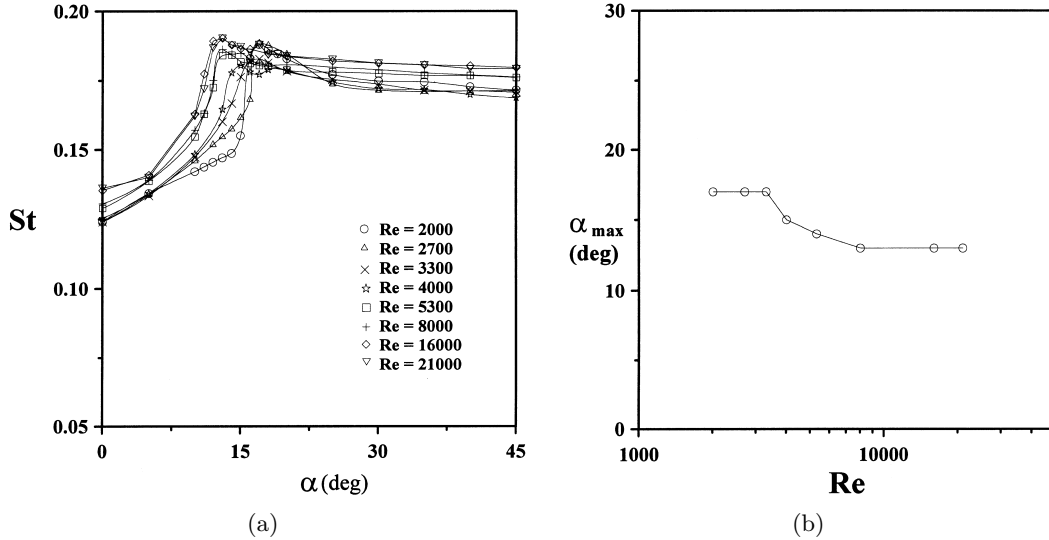 0.20
0.15
St
0.10
0.05
Re = 2000
Re = 2700
Re = 3300
Re = 4000
Re = 5300
Re = 8000
Re = 16000
Re = 21000
0 15 30 45
α (deg)
(a)
30
20
α max
(deg)
10
0
1000 10000
Re
(b)